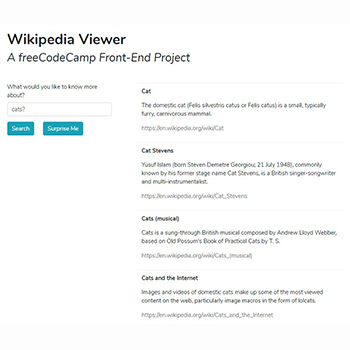 Wikipedia Viewer
A freeCodeCamp Front-End Project
What would you like to know more
about?
cats?
Search
Surprise Me
Cat
The domestic cat (Felis silvestris catus or Felis catus) is a small, typically
furry, carnivorous mammal.
https://en.wikipedia.org/wiki/Cat
Cat Stevens
Yusuf Islam (born Steven Demetre Georgiou; 21 July 1948), commonly
known by his former stage name Cat Stevens, is a British singer-songwriter
and multi-instrumentalist.
https://en.wikipedia.org/wiki/Cat_Stevens
Cats (musical)
Cats is a sung-through British musical composed by Andrew Lloyd Webber,
based on Old Possum's Book of Practical Cats by T. S.
https://en.wikipedia.org/wiki/Cats_(musical)
Cats and the Internet
Images and videos of domestic cats make up some of the most viewed
content on the web, particularly image macros in the form of lolcats.
https://en.wikipedia.org/wiki/Cats_and_the_Internet